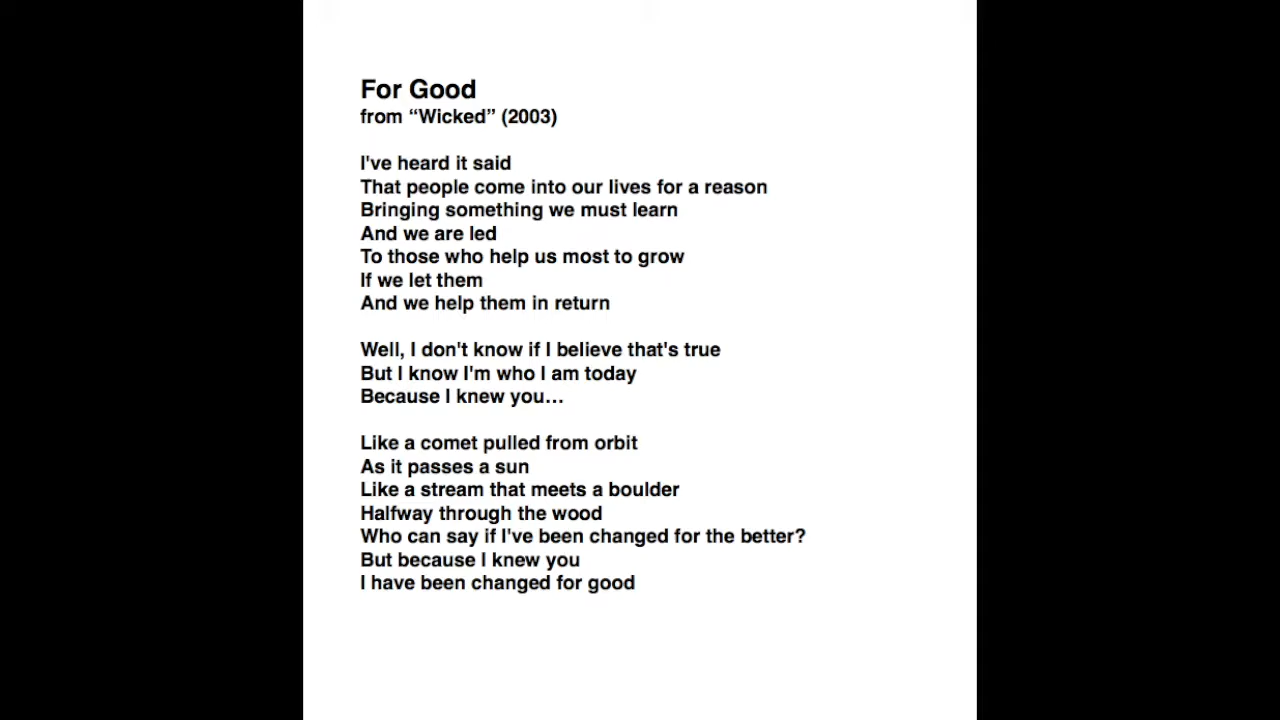 For Good
from “Wicked” (2003)
I've heard it said
That people come into our lives for a reason
Bringing something we must learn
And we are led
To those who help us most to grow
If we let them
And we help them in return
Well, I don't know if I believe that's true
But I know I'm who I am today
Because I knew you…
Like a comet pulled from orbit
As it passes a sun
Like a stream that meets a boulder
Halfway through the wood
Who can say if I've been changed for the better?
But because I knew you
I have been changed for good